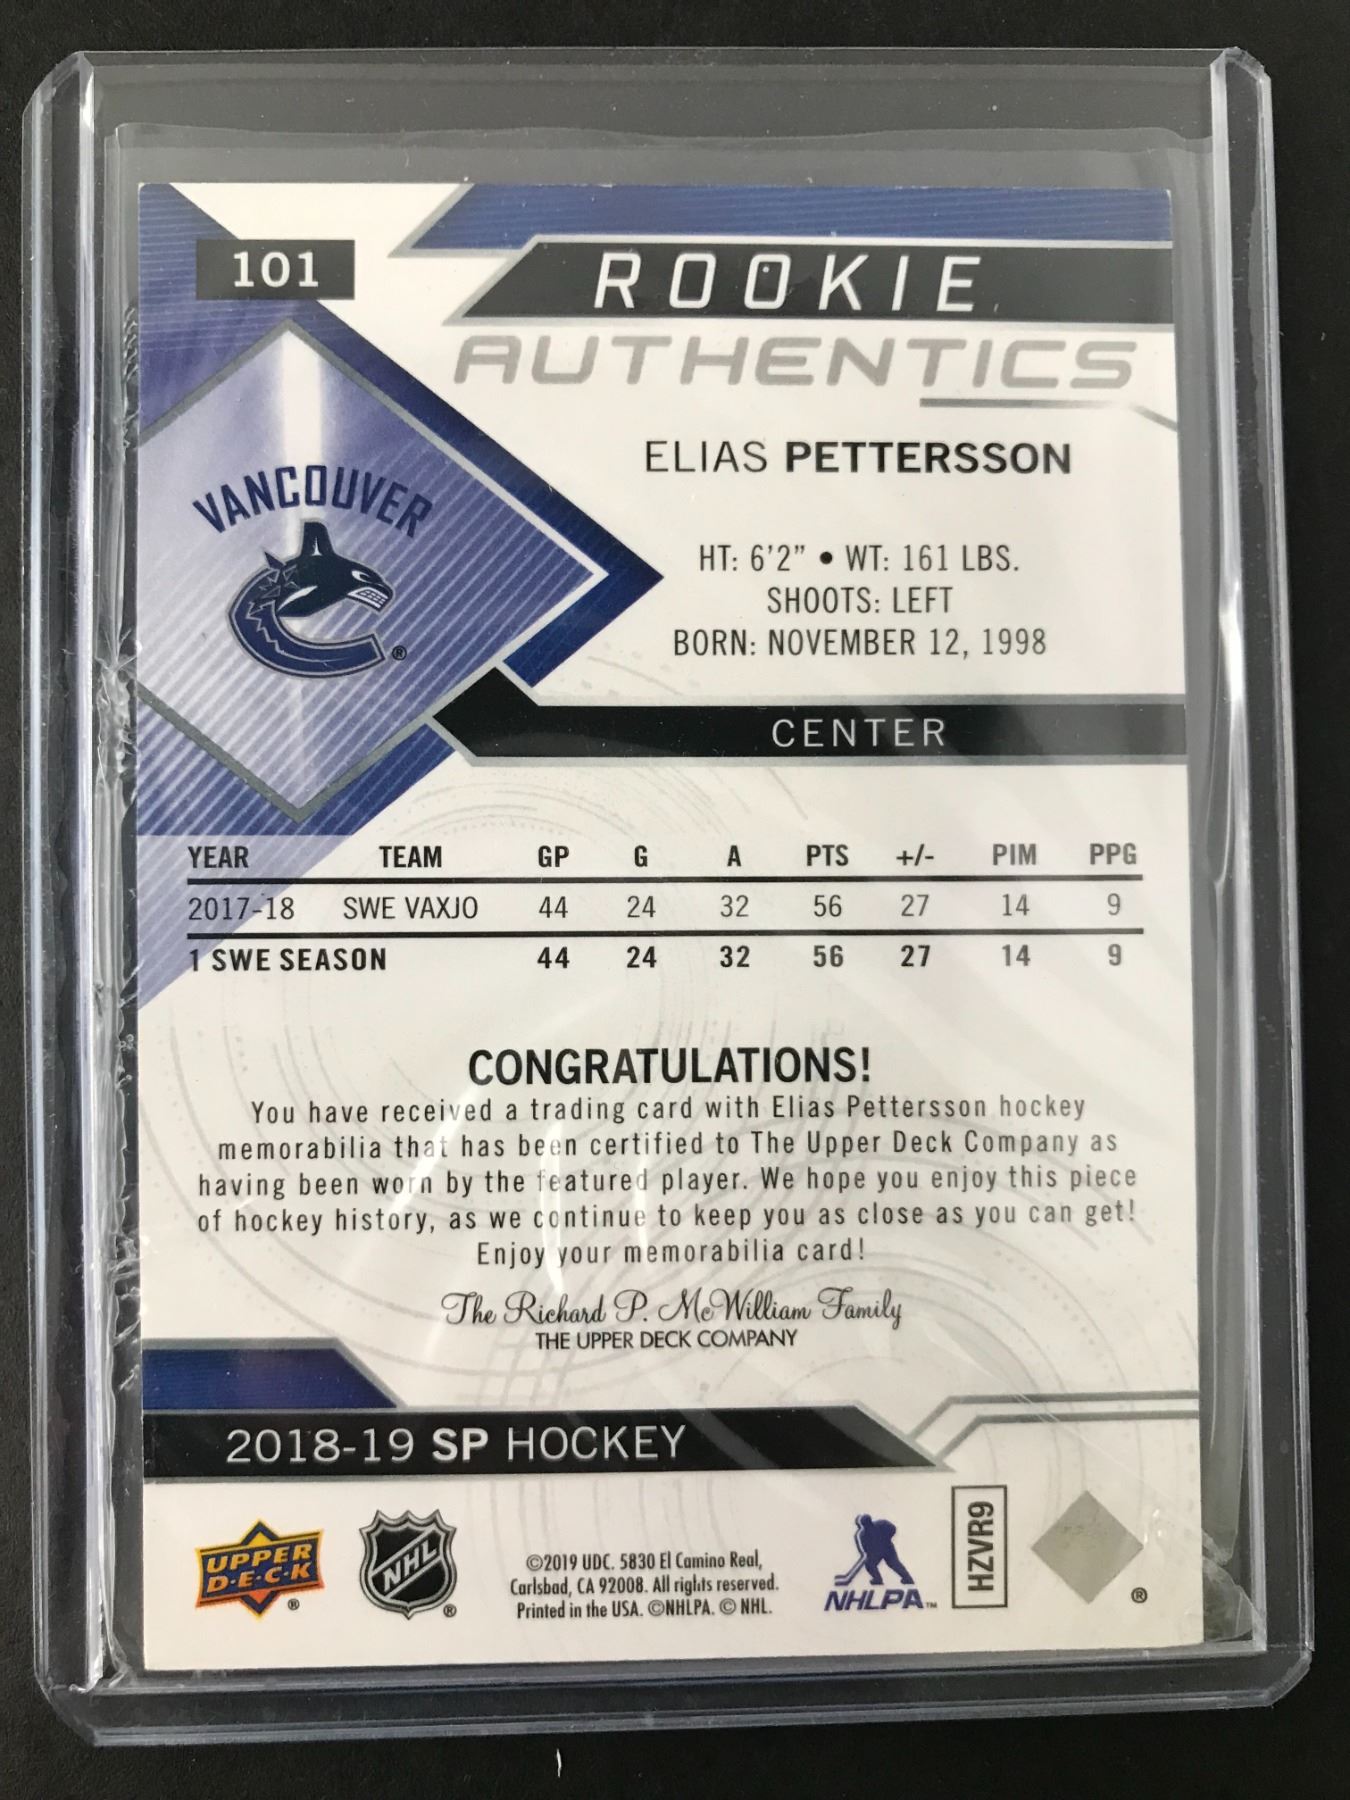 101
ROOKIE
AUTHENTICS
ELIAS PETTERSSON
VANCOUVER
®
HT: 6'2" • WT: 161 LBS.
SHOOTS: LEFT
BORN: NOVEMBER 12, 1998
CENTER
YEAR TEAM GP G A PTS +/- PIM PPG
2017-18 SWE VAXJO 44 24 32 56 27 14 9
1 SWE SEASON 44 24 32 56 27 14 9
CONGRATULATIONS!
You have received a trading card with Elias Pettersson hockey
memorabilia that has been certified to The Upper Deck Company as
having been worn by the featured player. We hope you enjoy this piece
of hockey history, as we continue to keep you as close as you can get!
Enjoy your memorabilia card!
The Richard P. McWilliam Family
THE UPPER DECK COMPANY
2018-19 SP HOCKEY
UPPER
D·E·C·K
®
NHL
®
©2019 UDC. 5830 El Camino Real,
Carlsbad, CA 92008. All rights reserved.
Printed in the USA. ©NHLPA. © NHL.
NHLPA™
HZVR9
®